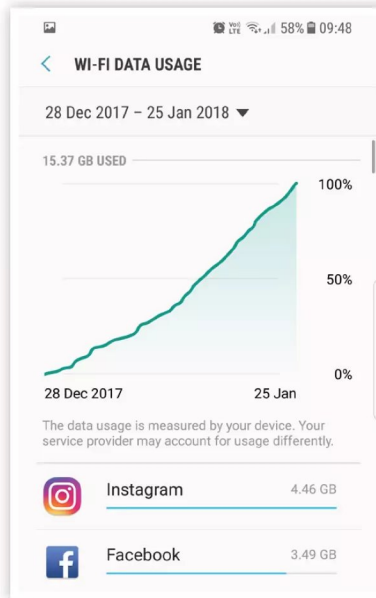 VoO LTE 58% 09:48
WI-FI DATA USAGE
28 Dec 2017 – 25 Jan 2018
15.37 GB USED
100%
50%
0%
28 Dec 2017 25 Jan
The data usage is measured by your device. Your
service provider may account for usage differently.
Instagram 4.46 GB
Facebook 3.49 GB